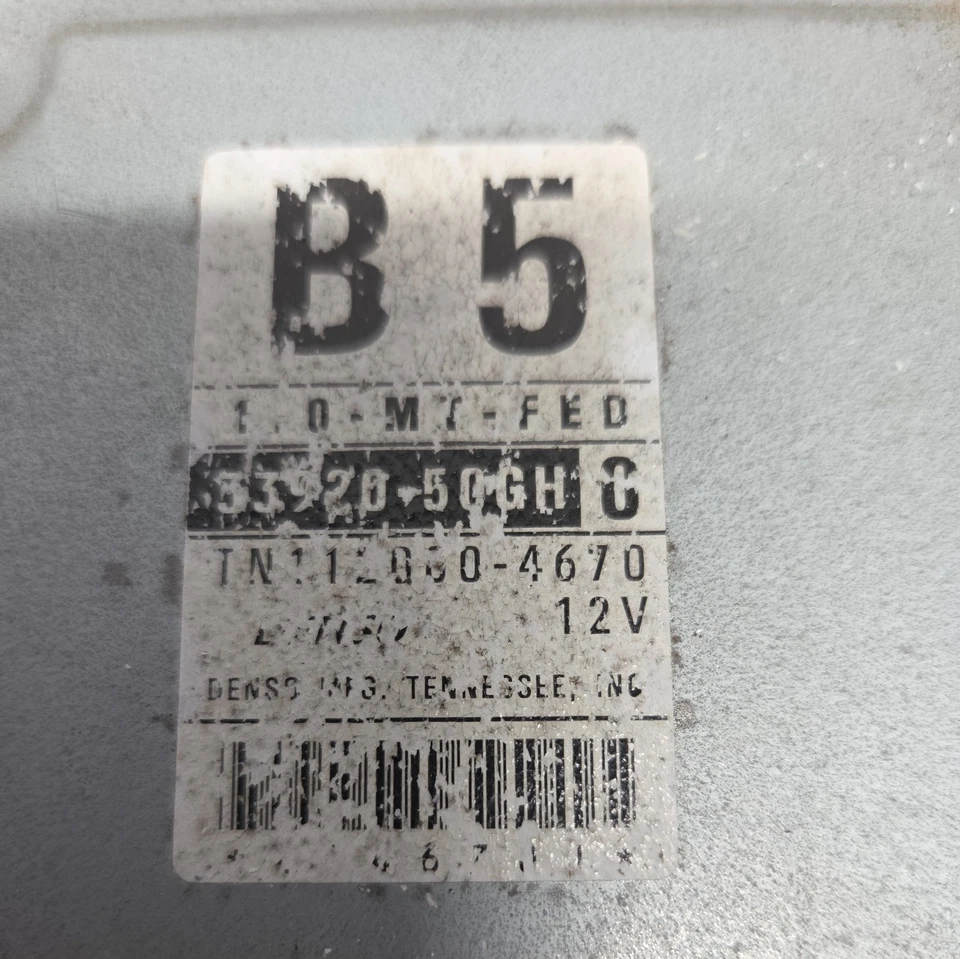 B 5
1.0-MT-FED
33920-50GH 0
TN112000-4670
12V
DENSO MFG. TENNESSEE, INC